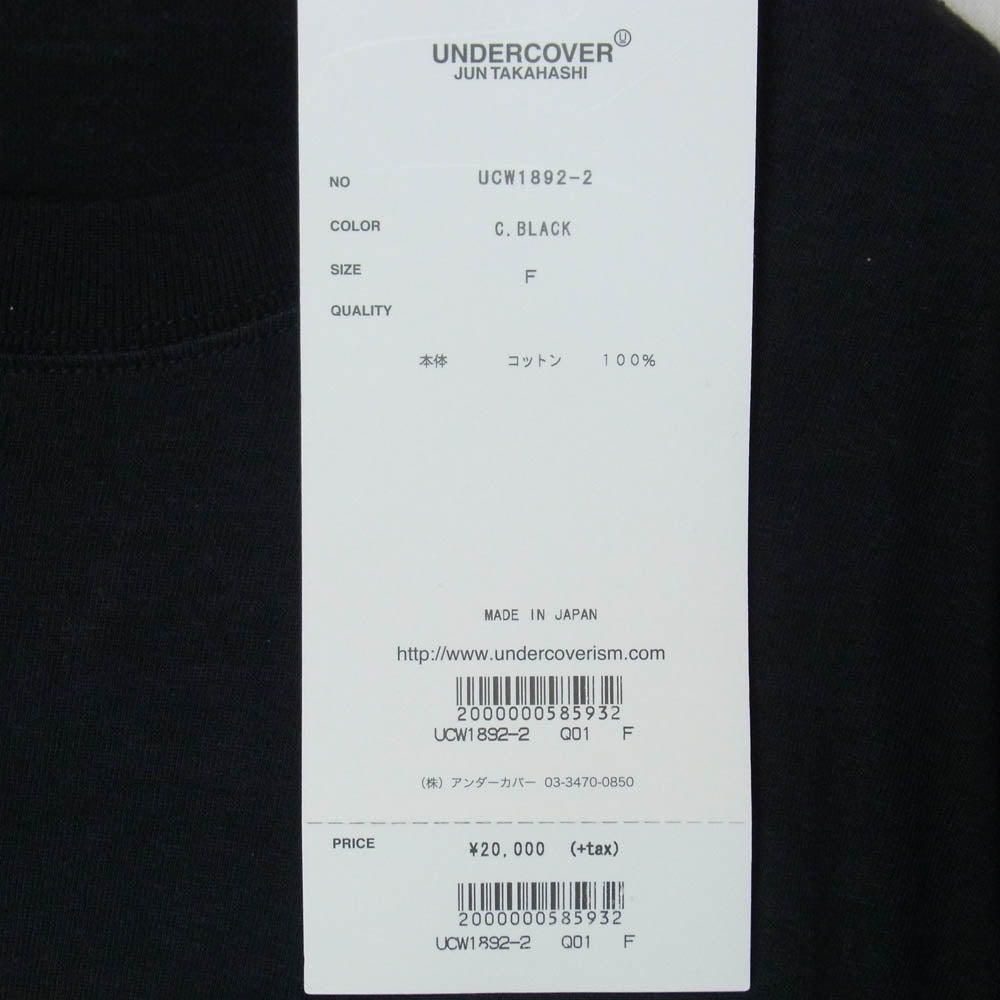 UNDERCOVER Ⓤ
JUN TAKAHASHI
NO UCW1892-2
COLOR C.BLACK
SIZE F
QUALITY
本体 コットン 100%
MADE IN JAPAN
http://www.undercoverism.com
2000000585932
UCW1892-2 Q01 F
(株) アンダーカバー 03-3470-0850
PRICE ¥20,000 (+tax)
2000000585932
UCW1892-2 Q01 F